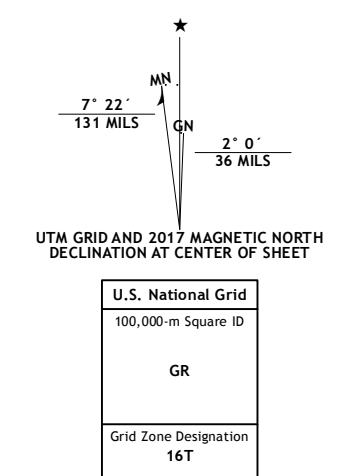 ★
MN
7° 22´
131 MILS
GN
2° 0´
36 MILS
UTM GRID AND 2017 MAGNETIC NORTH
DECLINATION AT CENTER OF SHEET
U.S. National Grid
100,000-m Square ID
GR
Grid Zone Designation
16T